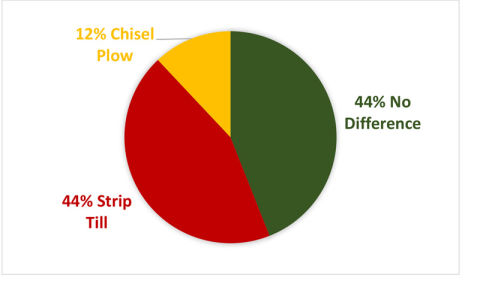 12% Chisel
Plow
44% No
Difference
44% Strip
Till